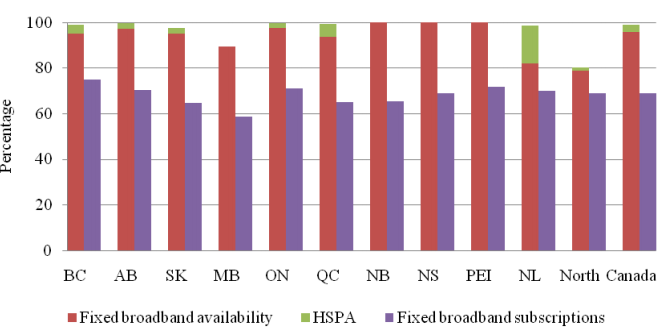 100
80
60
40
20
0
Percentage
BC AB SK MB ON QC NB NS PEI NL North Canada
Fixed broadband availability HSPA Fixed broadband subscriptions